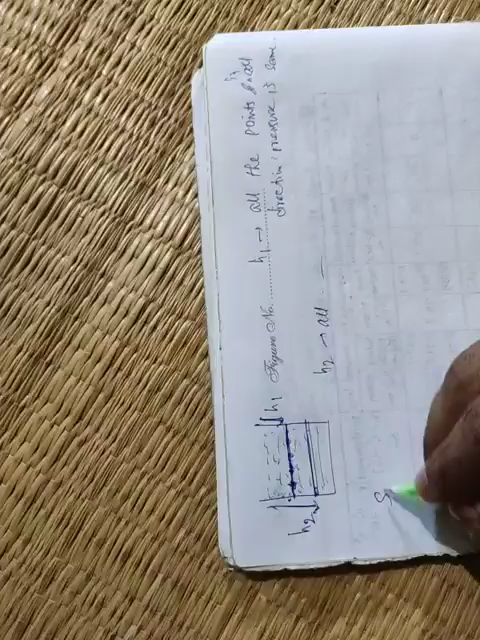 Figure No. h1 → all the points & in all
direction pressure is same.
h1
h2 → all —
h2
S